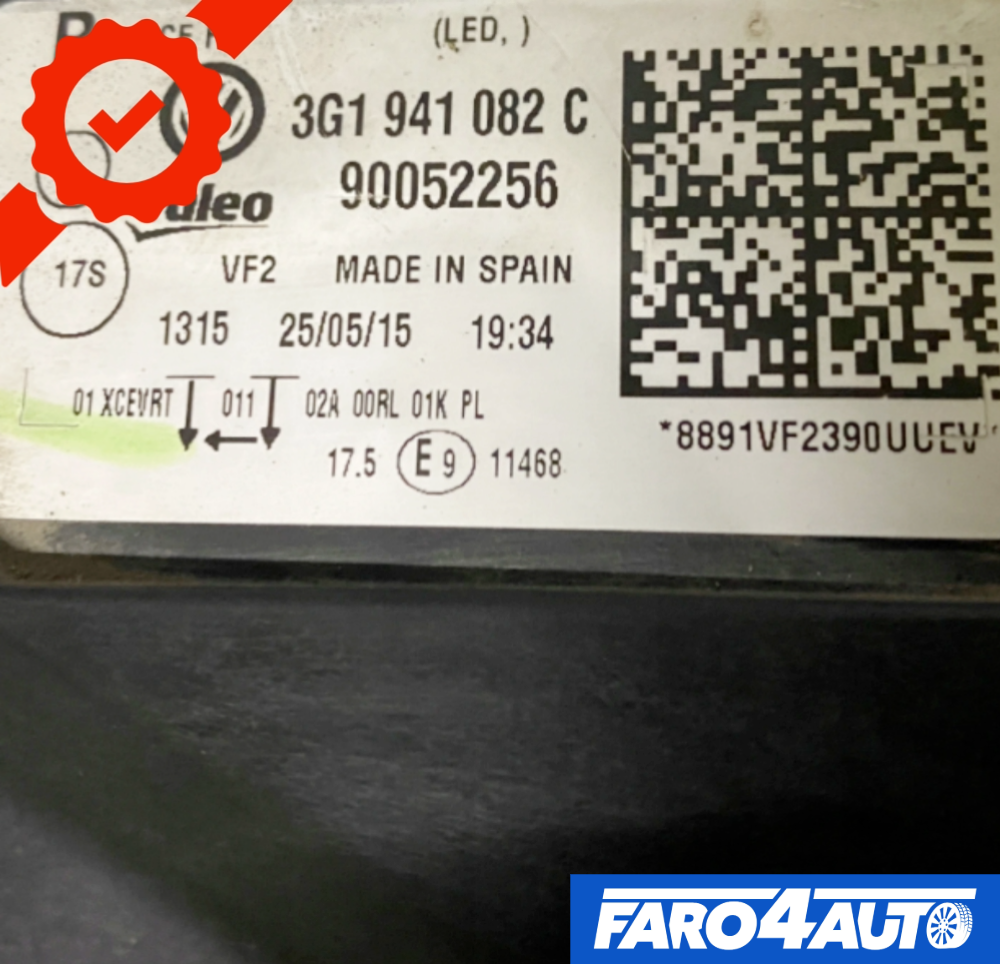 (LED, )
3G1 941 082 C
90052256
17S VF2 MADE IN SPAIN
1315 25/05/15 19:34
01 XCEVRT 011 02A 00RL 01K PL
*8891VF2390UUEV
17.5 E9 11468
FARO4AUTO